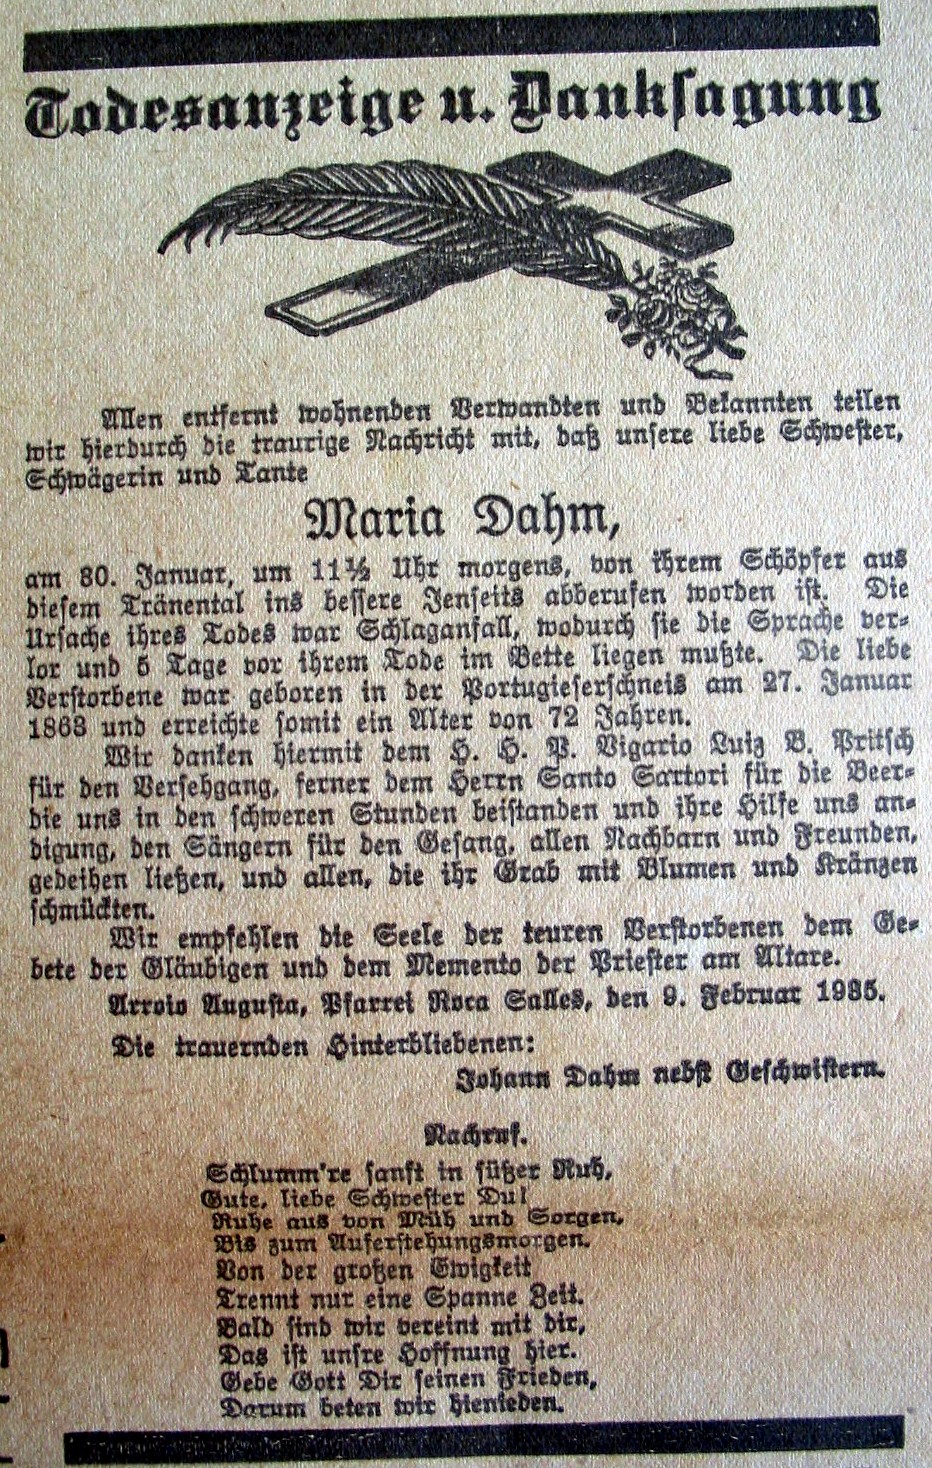 Todesanzeige u. Danksagung
Allen entfernt wohnenden Verwandten und Bekannten teilen
wir hierdurch die traurige Nachricht mit, daß unsere liebe Schwester,
Schwägerin und Tante
Maria Dahm,
am 30. Januar, um 11½ Uhr morgens, von ihrem Schöpfer aus
diesem Tränental ins bessere Jenseits abberufen worden ist. Die
Ursache ihres Todes war Schlaganfall, wodurch sie die Sprache ver-
lor und 5 Tage vor ihrem Tode im Bette liegen mußte. Die liebe
Verstorbene war geboren in der Portugieserschneis am 27. Januar
1863 und erreichte somit ein Alter von 72 Jahren.
Wir danken hiermit dem H. H. P. Vigario Luiz B. Pritsch
für den Versehgang, ferner dem Herrn Santo Sartori für die Beer-
die uns in den schweren Stunden beistanden und ihre Hilfe uns an-
digung, den Sängern für den Gesang, allen Nachbarn und Freunden,
gedeihen ließen, und allen, die ihr Grab mit Blumen und Kränzen
schmückten.
Wir empfehlen die Seele der teuren Verstorbenen dem Ge-
bete der Gläubigen und dem Memento der Priester am Altare.
Arroio Augusta, Pfarrei Roca Salles, den 9. Februar 1935.
Die trauernden Hinterbliebenen:
Johann Dahm nebst Geschwistern.
Nachruf.
Schlumm're sanft in süßer Ruh,
Gute, liebe Schwester Du!
Ruhe aus von Müh und Sorgen,
Bis zum Auferstehungsmorgen.
Von der großen Ewigkeit
Trennt nur eine Spanne Zeit.
Bald sind wir vereint mit dir,
Das ist unsre Hoffnung hier.
Gebe Gott Dir seinen Frieden,
Darum beten wir hienieden.